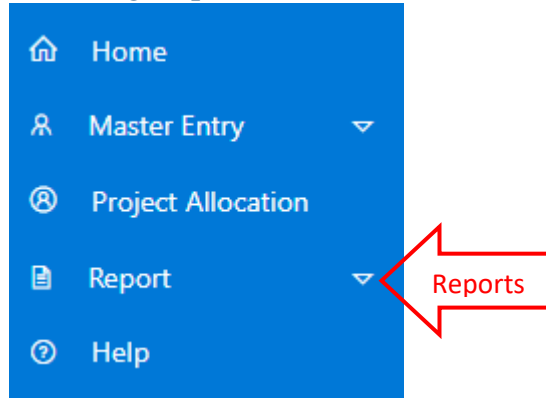 Home
Master Entry
Project Allocation
Report
Reports
Help